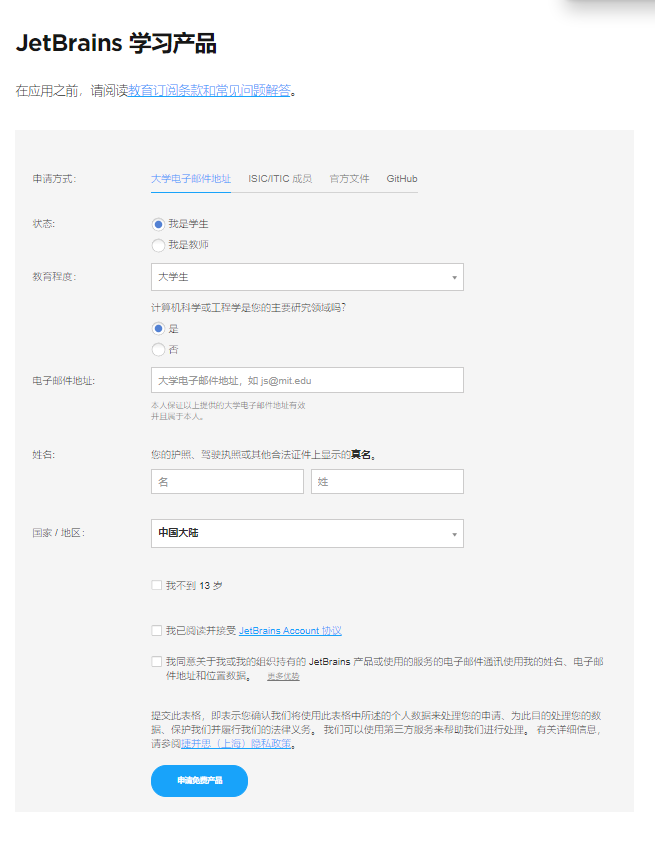 JetBrains 学习产品
在应用之前，请阅读教育订阅条款和常见问题解答。
申请方式: 大学电子邮件地址 ISIC/ITIC 成员 官方文件 GitHub
状态: 我是学生
我是教师
教育程度: 大学生
计算机科学或工程学是您的主要研究领域吗?
是
否
电子邮件地址: 大学电子邮件地址，如 js@mit.edu
本人保证以上提供的大学电子邮件地址有效
并且属于本人。
姓名: 您的护照、驾驶执照或其他合法证件上显示的真名。
名 姓
国家 / 地区: 中国大陆
我不到 13 岁
我已阅读并接受 JetBrains Account 协议
我同意关于我或我的组织持有的 JetBrains 产品或使用的服务的电子邮件通讯使用我的姓名、电子邮
件地址和位置数据。 更多优势
提交此表格，即表示您确认我们将使用此表格中所述的个人数据来处理您的申请、为此目的处理您的数
据、保护我们并履行我们的法律义务。 我们可以使用第三方服务来帮助我们进行处理。 有关详细信息，
请参阅捷并思（上海）隐私政策。
申请免费产品